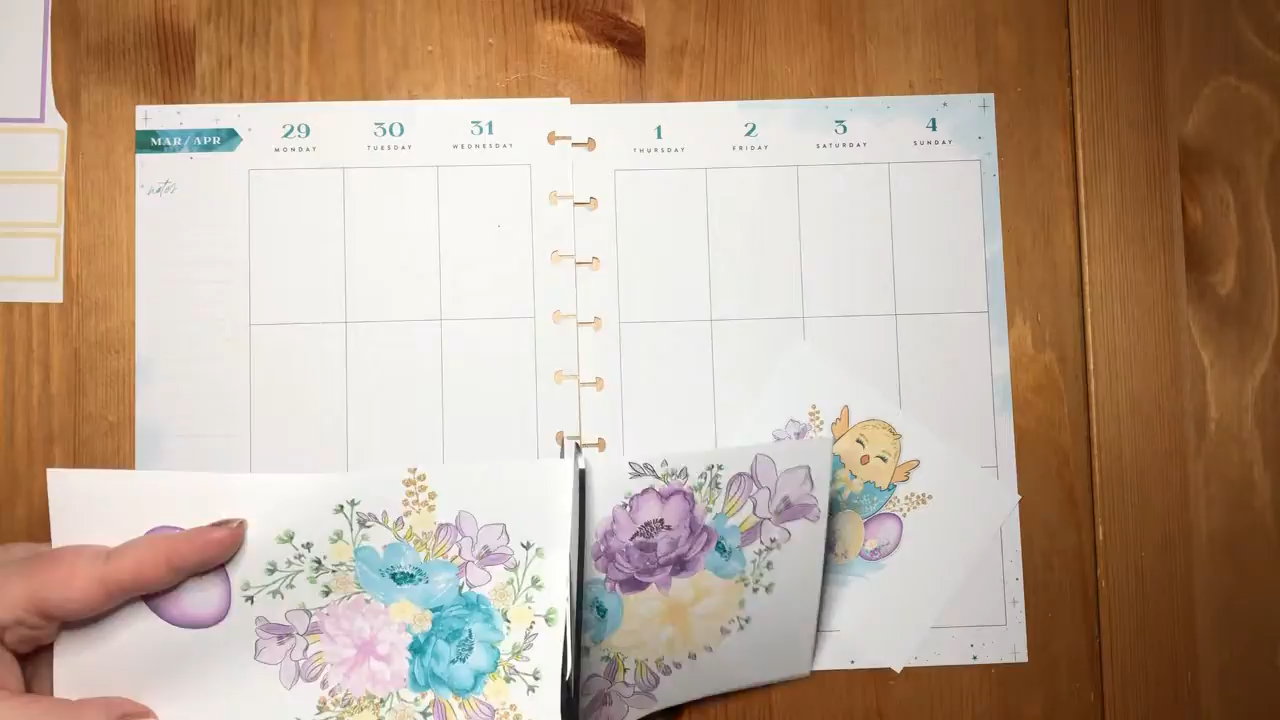 MAR/APR
29
MONDAY
30
TUESDAY
31
WEDNESDAY
1
THURSDAY
2
FRIDAY
3
SATURDAY
4
SUNDAY
notes